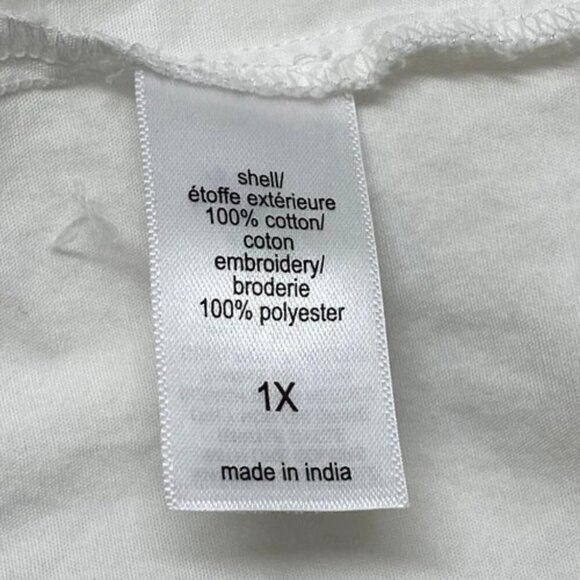 shell/
étoffe extérieure
100% cotton/
coton
embroidery/
broderie
100% polyester
1X
made in india